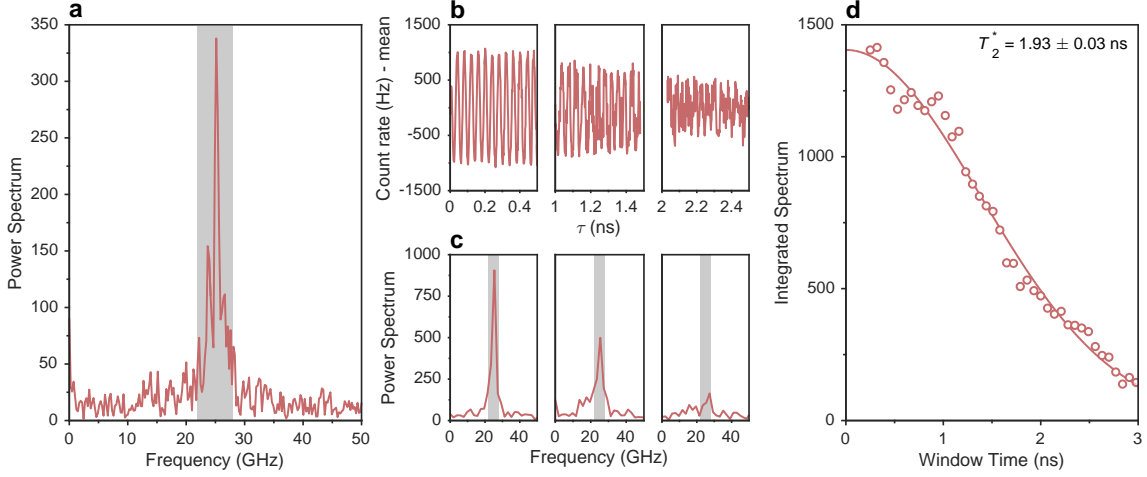 a
350
300
250
200
150
100
50
0
0
10
20
30
40
50
Power Spectrum
Frequency (GHz)
b
1500
500
-500
-1500
Count rate (Hz) - mean
0 0.2 0.4
1 1.2 1.4
2 2.2 2.4
τ (ns)
c
1000
750
500
250
0
Power Spectrum
0 20 40
0 20 40
0 20 40
Frequency (GHz)
d
T₂* = 1.93 ± 0.03 ns
1500
1000
500
0
Integrated Spectrum
0
1
2
3
Window Time (ns)